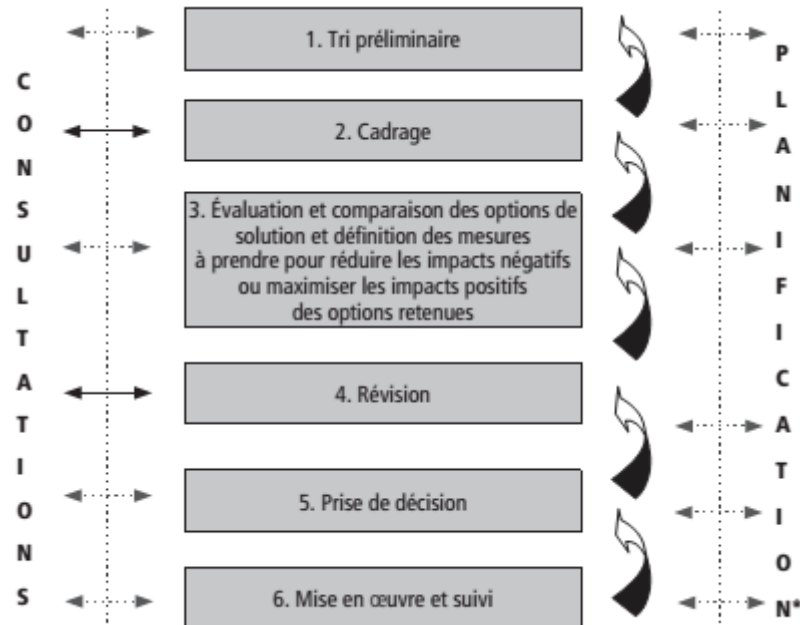 CONSULTATIONS
1. Tri préliminaire
2. Cadrage
3. Évaluation et comparaison des options de
solution et définition des mesures
à prendre pour réduire les impacts négatifs
ou maximiser les impacts positifs
des options retenues
4. Révision
5. Prise de décision
6. Mise en œuvre et suivi
PLANIFICATION*